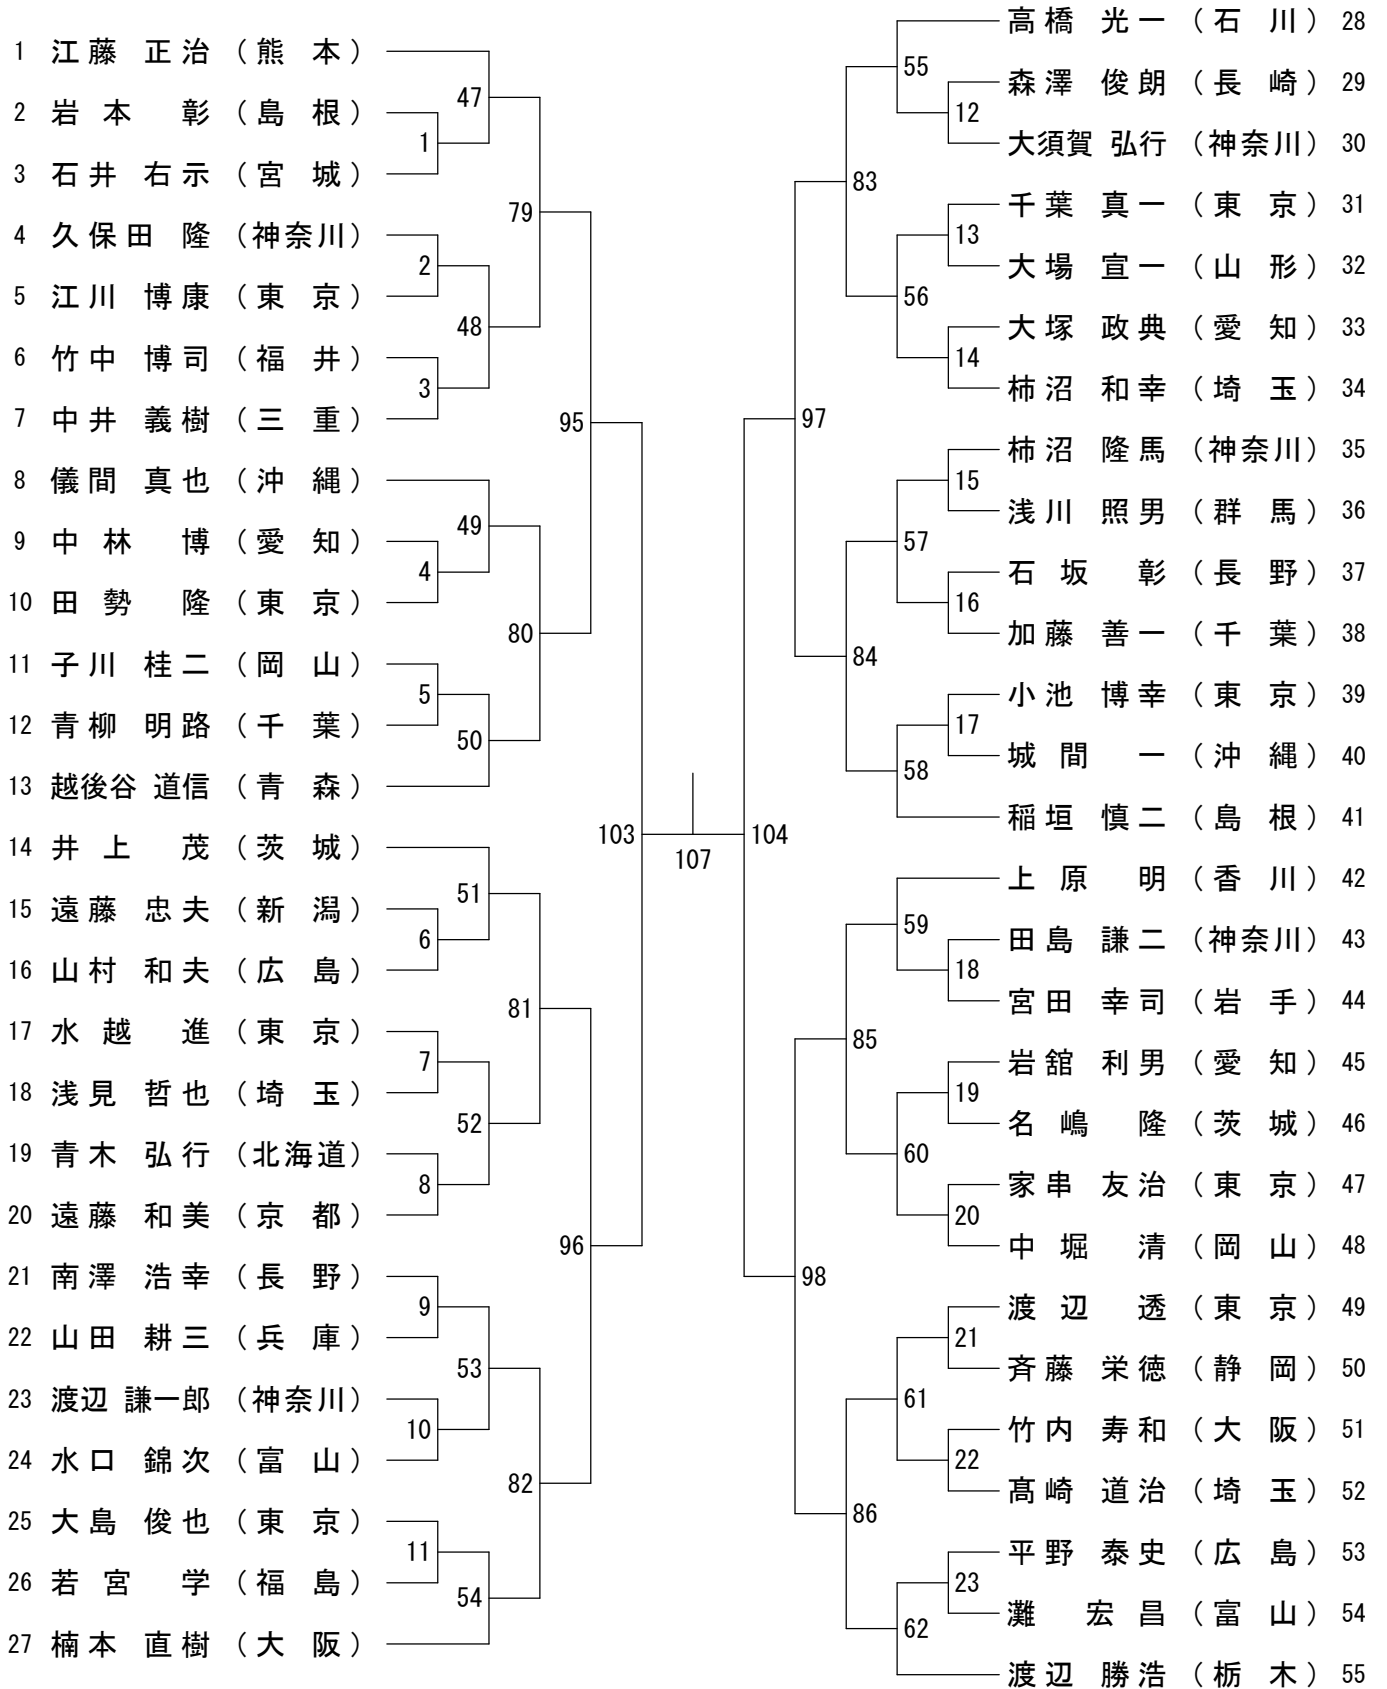 1 江藤 正治 (熊 本)
2 岩本 彰 (島 根)
3 石井 右示 (宮 城)
4 久保田 隆 (神奈川)
5 江川 博康 (東 京)
6 竹中 博司 (福 井)
7 中井 義樹 (三 重)
8 儀間 真也 (沖 縄)
9 中林 博 (愛 知)
10 田勢 隆 (東 京)
11 子川 桂二 (岡 山)
12 青柳 明路 (千 葉)
13 越後谷 道信 (青 森)
14 井上 茂 (茨 城)
15 遠藤 忠夫 (新 潟)
16 山村 和夫 (広 島)
17 水越 進 (東 京)
18 浅見 哲也 (埼 玉)
19 青木 弘行 (北海道)
20 遠藤 和美 (京 都)
21 南澤 浩幸 (長 野)
22 山田 耕三 (兵 庫)
23 渡辺 謙一郎 (神奈川)
24 水口 錦次 (富 山)
25 大島 俊也 (東 京)
26 若宮 学 (福 島)
27 楠本 直樹 (大 阪)
1
2
3
4
5
6
7
8
9
10
11
47
48
49
50
51
52
53
54
79
80
81
82
95
96
103
107
104
97
98
83
84
85
86
55
56
57
58
59
60
61
62
12
13
14
15
16
17
18
19
20
21
22
23
高橋 光一 (石 川) 28
森澤 俊朗 (長 崎) 29
大須賀 弘行 (神奈川) 30
千葉 真一 (東 京) 31
大場 宣一 (山 形) 32
大塚 政典 (愛 知) 33
柿沼 和幸 (埼 玉) 34
柿沼 隆馬 (神奈川) 35
浅川 照男 (群 馬) 36
石坂 彰 (長 野) 37
加藤 善一 (千 葉) 38
小池 博幸 (東 京) 39
城間 一 (沖 縄) 40
稲垣 慎二 (島 根) 41
上原 明 (香 川) 42
田島 謙二 (神奈川) 43
宮田 幸司 (岩 手) 44
岩舘 利男 (愛 知) 45
名嶋 隆 (茨 城) 46
家串 友治 (東 京) 47
中堀 清 (岡 山) 48
渡辺 透 (東 京) 49
斉藤 栄徳 (静 岡) 50
竹内 寿和 (大 阪) 51
髙崎 道治 (埼 玉) 52
平野 泰史 (広 島) 53
灘 宏昌 (富 山) 54
渡辺 勝浩 (栃 木) 55